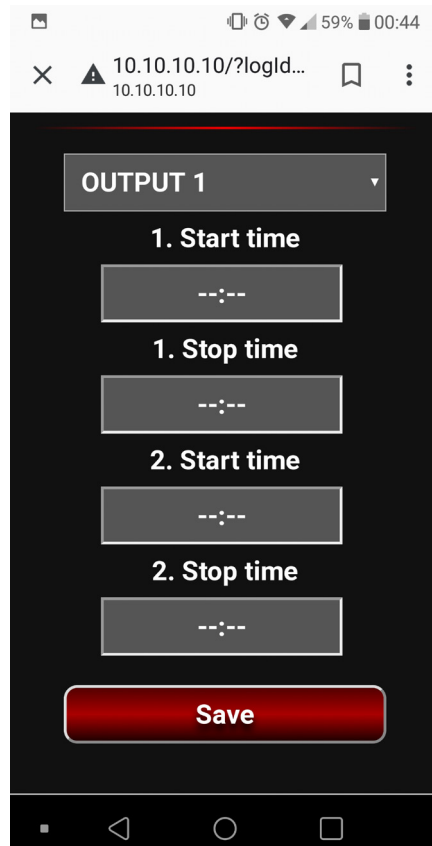 59% 00:44
10.10.10.10/?logId...
10.10.10.10
OUTPUT 1
1. Start time
--:--
1. Stop time
--:--
2. Start time
--:--
2. Stop time
--:--
Save